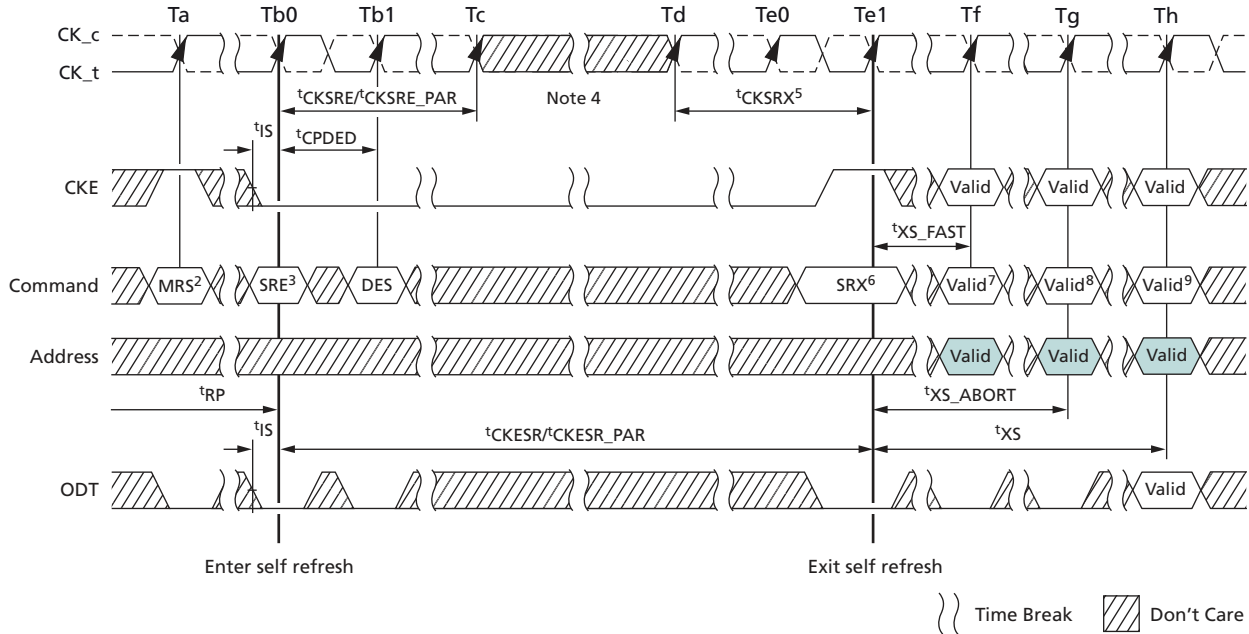 Ta Tb0 Tb1 Tc Td Te0 Te1 Tf Tg Th
CK_c
CK_t
tCKSRE/tCKSRE_PAR Note 4 tCKSRX5
tIS tCPDED
CKE Valid Valid Valid
tXS_FAST
Command MRS2 SRE3 DES SRX6 Valid7 Valid8 Valid9
Address Valid Valid Valid
tRP tXS_ABORT
tIS tCKESR/tCKESR_PAR tXS
ODT Valid
Enter self refresh Exit self refresh
Time Break Don't Care